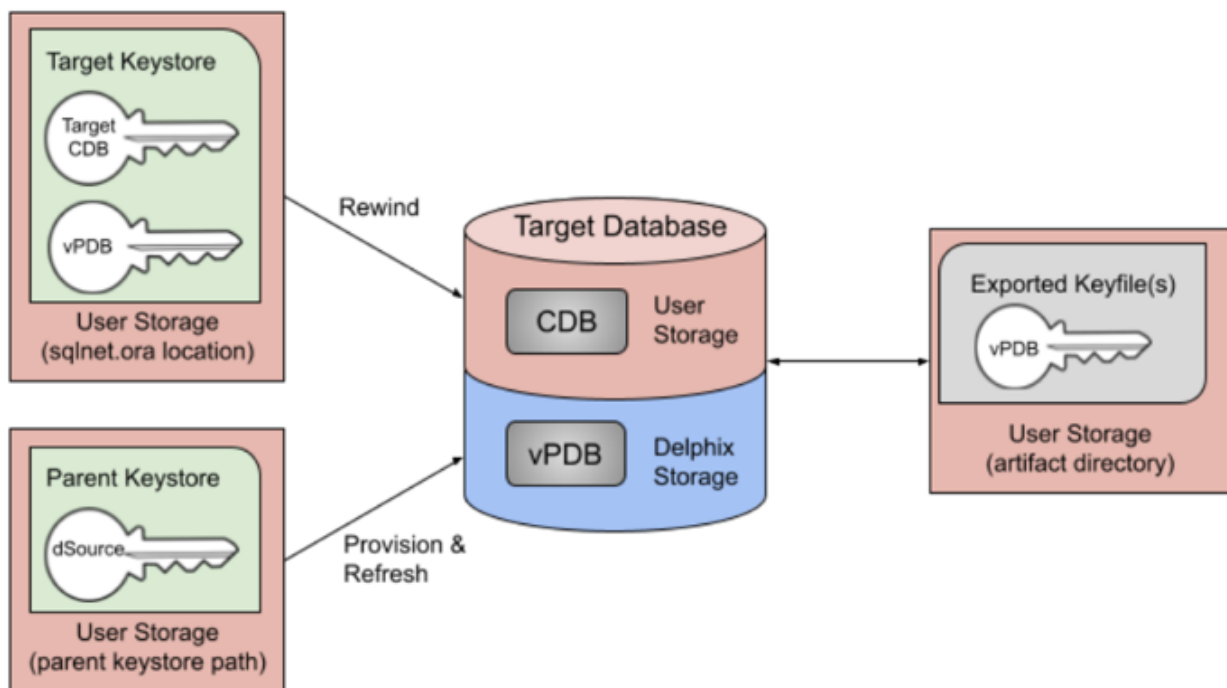 Target Keystore
Target
CDB
vPDB
User Storage
(sqlnet.ora location)
Rewind
Parent Keystore
dSource
User Storage
(parent keystore path)
Provision &
Refresh
Target Database
CDB
User
Storage
vPDB
Delphix
Storage
Exported Keyfile(s)
vPDB
User Storage
(artifact directory)